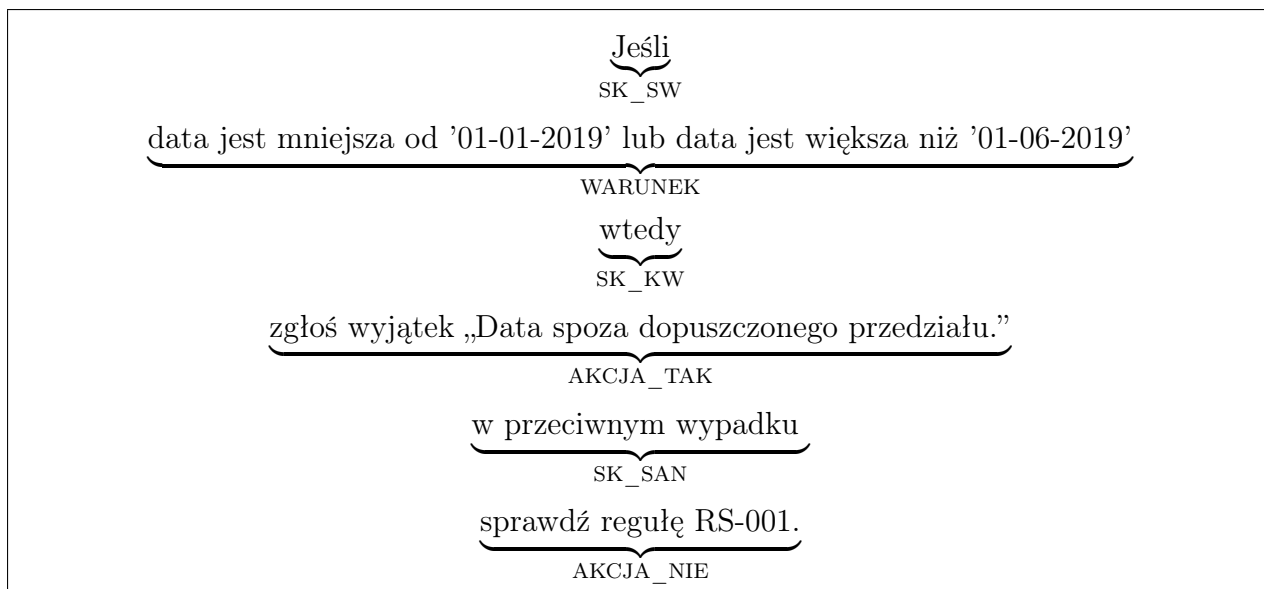 Jeśli
SK_SW
data jest mniejsza od ’01-01-2019’ lub data jest większa niż ’01-06-2019’
WARUNEK
wtedy
SK_KW
zgłoś wyjątek „Data spoza dopuszczonego przedziału.”
AKCJA_TAK
w przeciwnym wypadku
SK_SAN
sprawdź regułę RS-001.
AKCJA_NIE